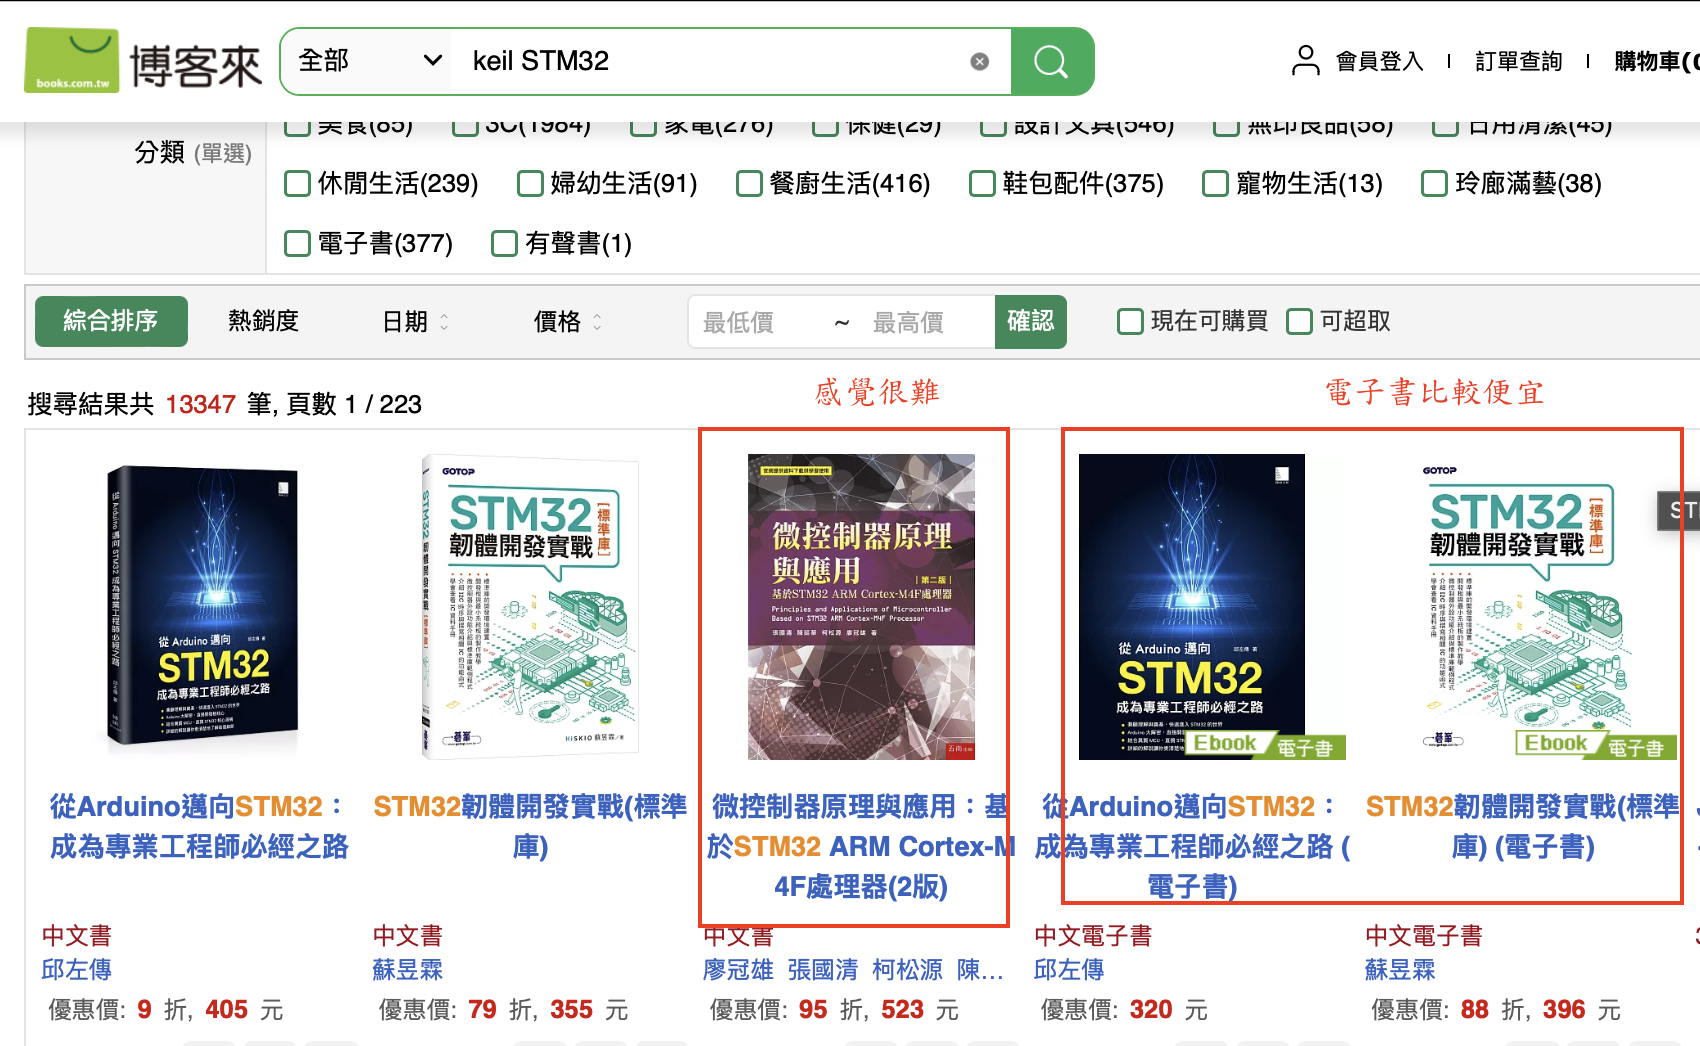 books.com.tw
博客來
全部
keil STM32
會員登入
訂單查詢
購物車(
美食(85)
3C(1984)
家電(276)
保健(29)
設計文具(546)
無印良品(58)
日用清潔(45)
分類 (單選)
休閒生活(239)
婦幼生活(91)
餐廚生活(416)
鞋包配件(375)
寵物生活(13)
玲廊滿藝(38)
電子書(377)
有聲書(1)
綜合排序
熱銷度
日期
價格
最低價 ~ 最高價
確認
現在可購買
可超取
搜尋結果共 13347 筆, 頁數 1 / 223
感覺很難
電子書比較便宜
從 Arduino 邁向
STM32
成為專業工程師必經之路
GOTOP
STM32
[標準庫]
韌體開發實戰
碁峯
HiSKIO 蘇昱霖/著
微控制器原理
與應用
|第二版|
基於STM32 ARM Cortex-M4F處理器
Principles and Applications of Microcontroller
Based on STM32 ARM Cortex-M4F Processor
從 Arduino 邁向
STM32
成為專業工程師必經之路
Ebook 電子書
GOTOP
STM32
[標準庫]
韌體開發實戰
碁峯
Ebook 電子書
ST
從Arduino邁向STM32：
成為專業工程師必經之路
中文書
邱左傳
優惠價: 9 折, 405 元
STM32韌體開發實戰(標準
庫)
中文書
蘇昱霖
優惠價: 79 折, 355 元
微控制器原理與應用：基
於STM32 ARM Cortex-M
4F處理器(2版)
中文書
廖冠雄 張國清 柯松源 陳...
優惠價: 95 折, 523 元
從Arduino邁向STM32：
成為專業工程師必經之路 (
電子書)
中文電子書
邱左傳
優惠價: 320 元
STM32韌體開發實戰(標準
庫) (電子書)
中文電子書
蘇昱霖
優惠價: 88 折, 396 元